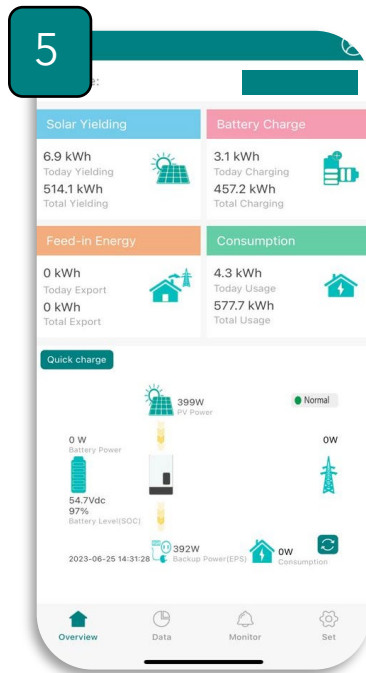 5
e:
Solar Yielding
Battery Charge
6.9 kWh
Today Yielding
514.1 kWh
Total Yielding
3.1 kWh
Today Charging
457.2 kWh
Total Charging
Feed-in Energy
Consumption
0 kWh
Today Export
0 kWh
Total Export
4.3 kWh
Today Usage
577.7 kWh
Total Usage
Quick charge
399W
PV Power
Normal
0 W
Battery Power
0W
54.7Vdc
97%
Battery Level(SOC)
2023-06-25 14:31:28
392W
Backup Power(EPS)
0W
Consumption
Overview
Data
Monitor
Set